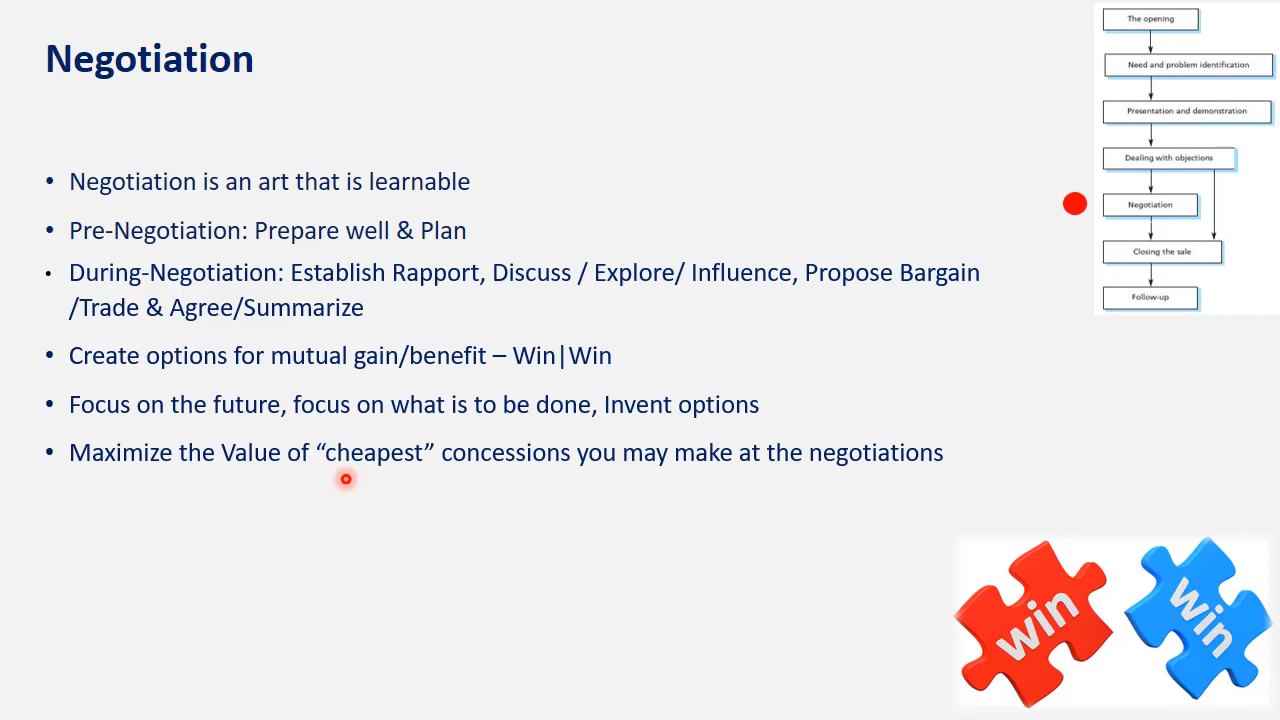 Negotiation
• Negotiation is an art that is learnable
• Pre-Negotiation: Prepare well & Plan
• During-Negotiation: Establish Rapport, Discuss / Explore/ Influence, Propose Bargain
/Trade & Agree/Summarize
• Create options for mutual gain/benefit – Win|Win
• Focus on the future, focus on what is to be done, Invent options
• Maximize the Value of “cheapest” concessions you may make at the negotiations
The opening
Need and problem identification
Presentation and demonstration
Dealing with objections
Negotiation
Closing the sale
Follow-up
win
win